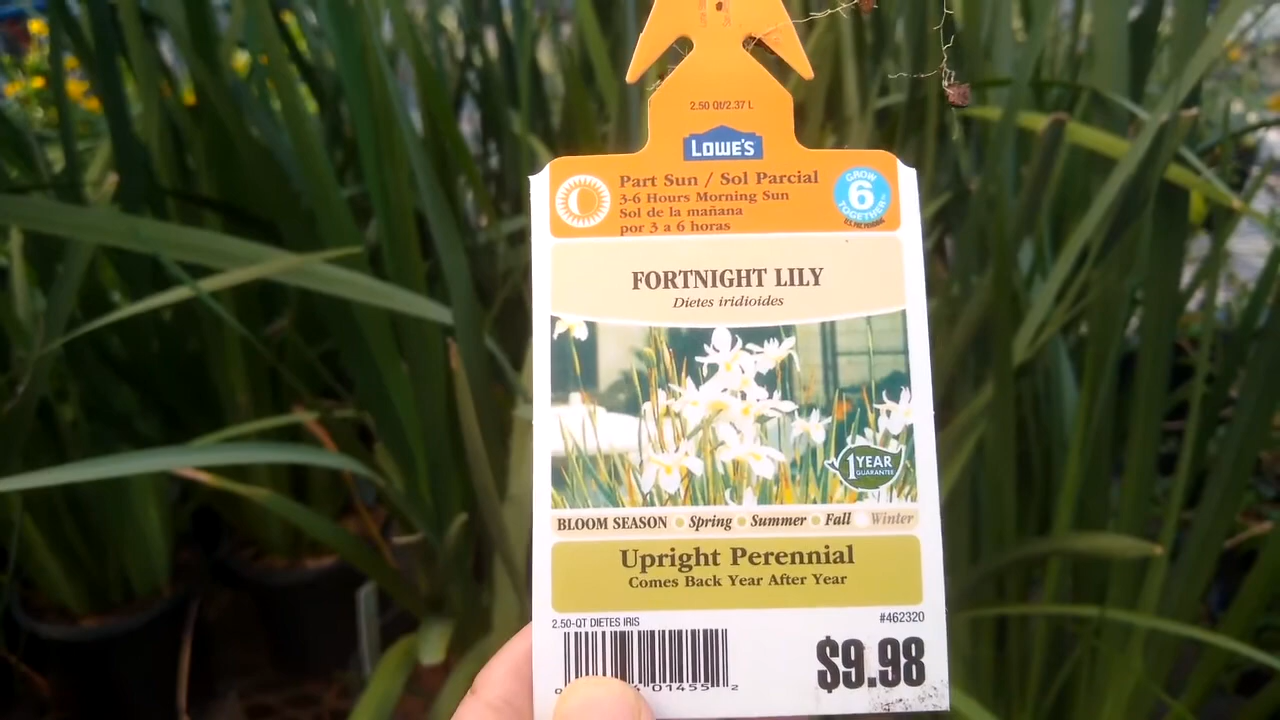 2.50 Qt/2.37 L
LOWE'S
Part Sun / Sol Parcial
3-6 Hours Morning Sun
Sol de la mañana
por 3 a 6 horas
GROW
6
TOGETHER
FORTNIGHT LILY
Dietes iridioides
1 YEAR
GUARANTEE
BLOOM SEASON Spring Summer Fall Winter
Upright Perennial
Comes Back Year After Year
2.50-QT DIETES IRIS
#462320
$9.98
01455 2